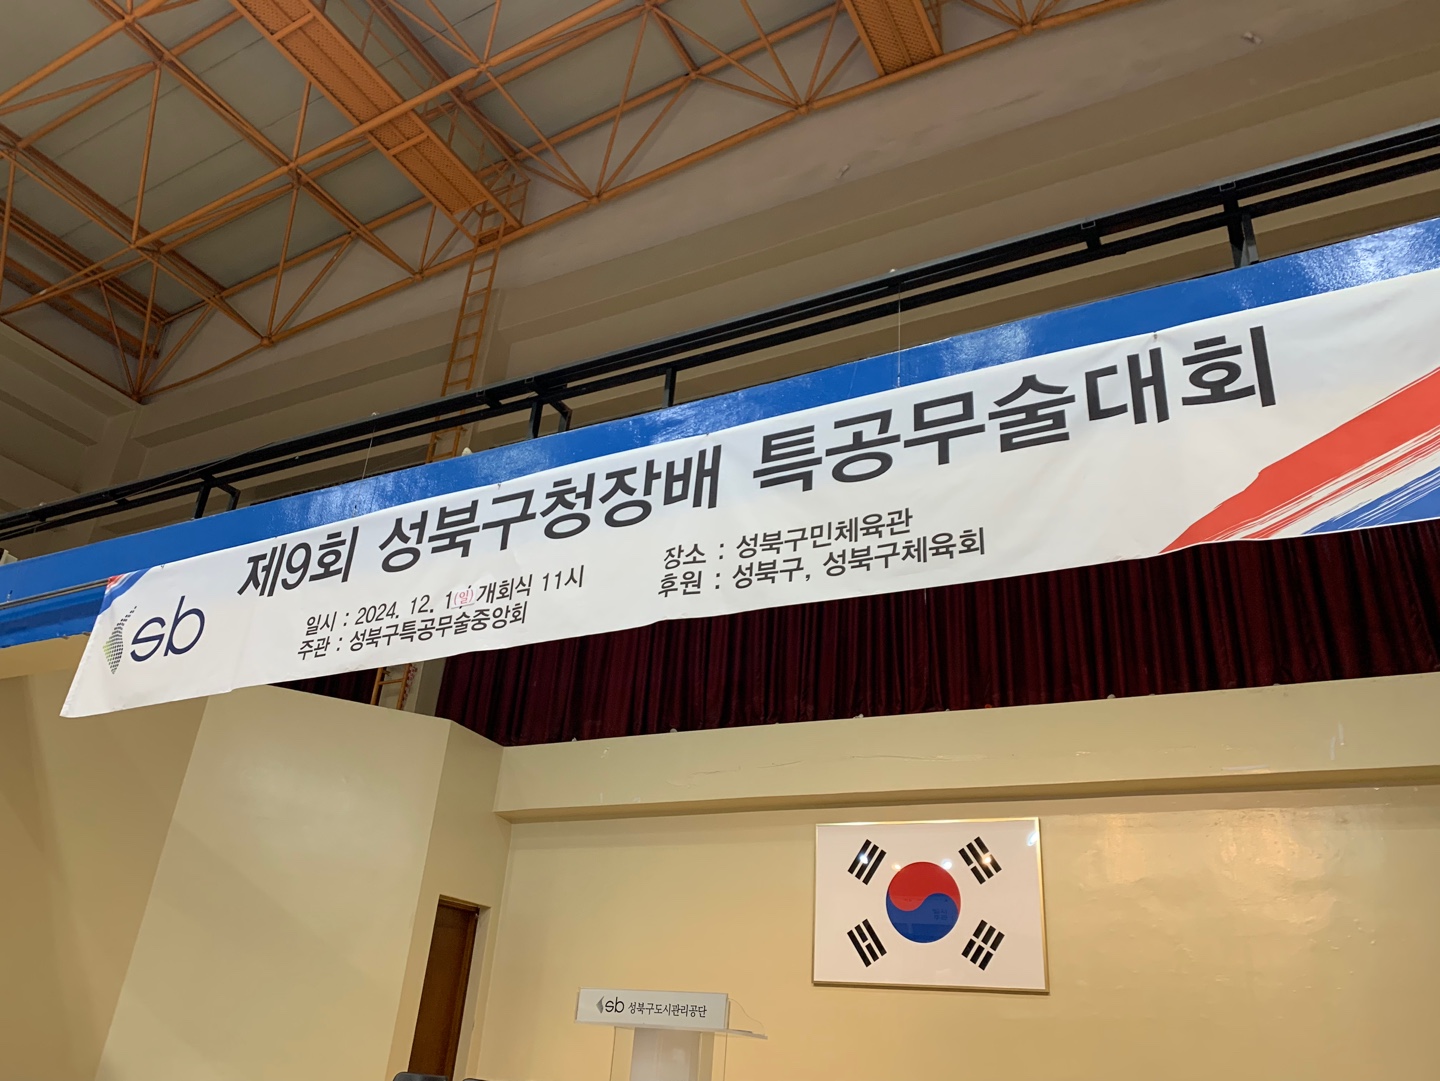 제9회 성북구청장배 특공무술대회
sb
일시 : 2024. 12. 1(일) 개회식 11시
주관 : 성북구특공무술중앙회
장소 : 성북구민체육관
후원 : 성북구, 성북구체육회
sb 성북구도시관리공단